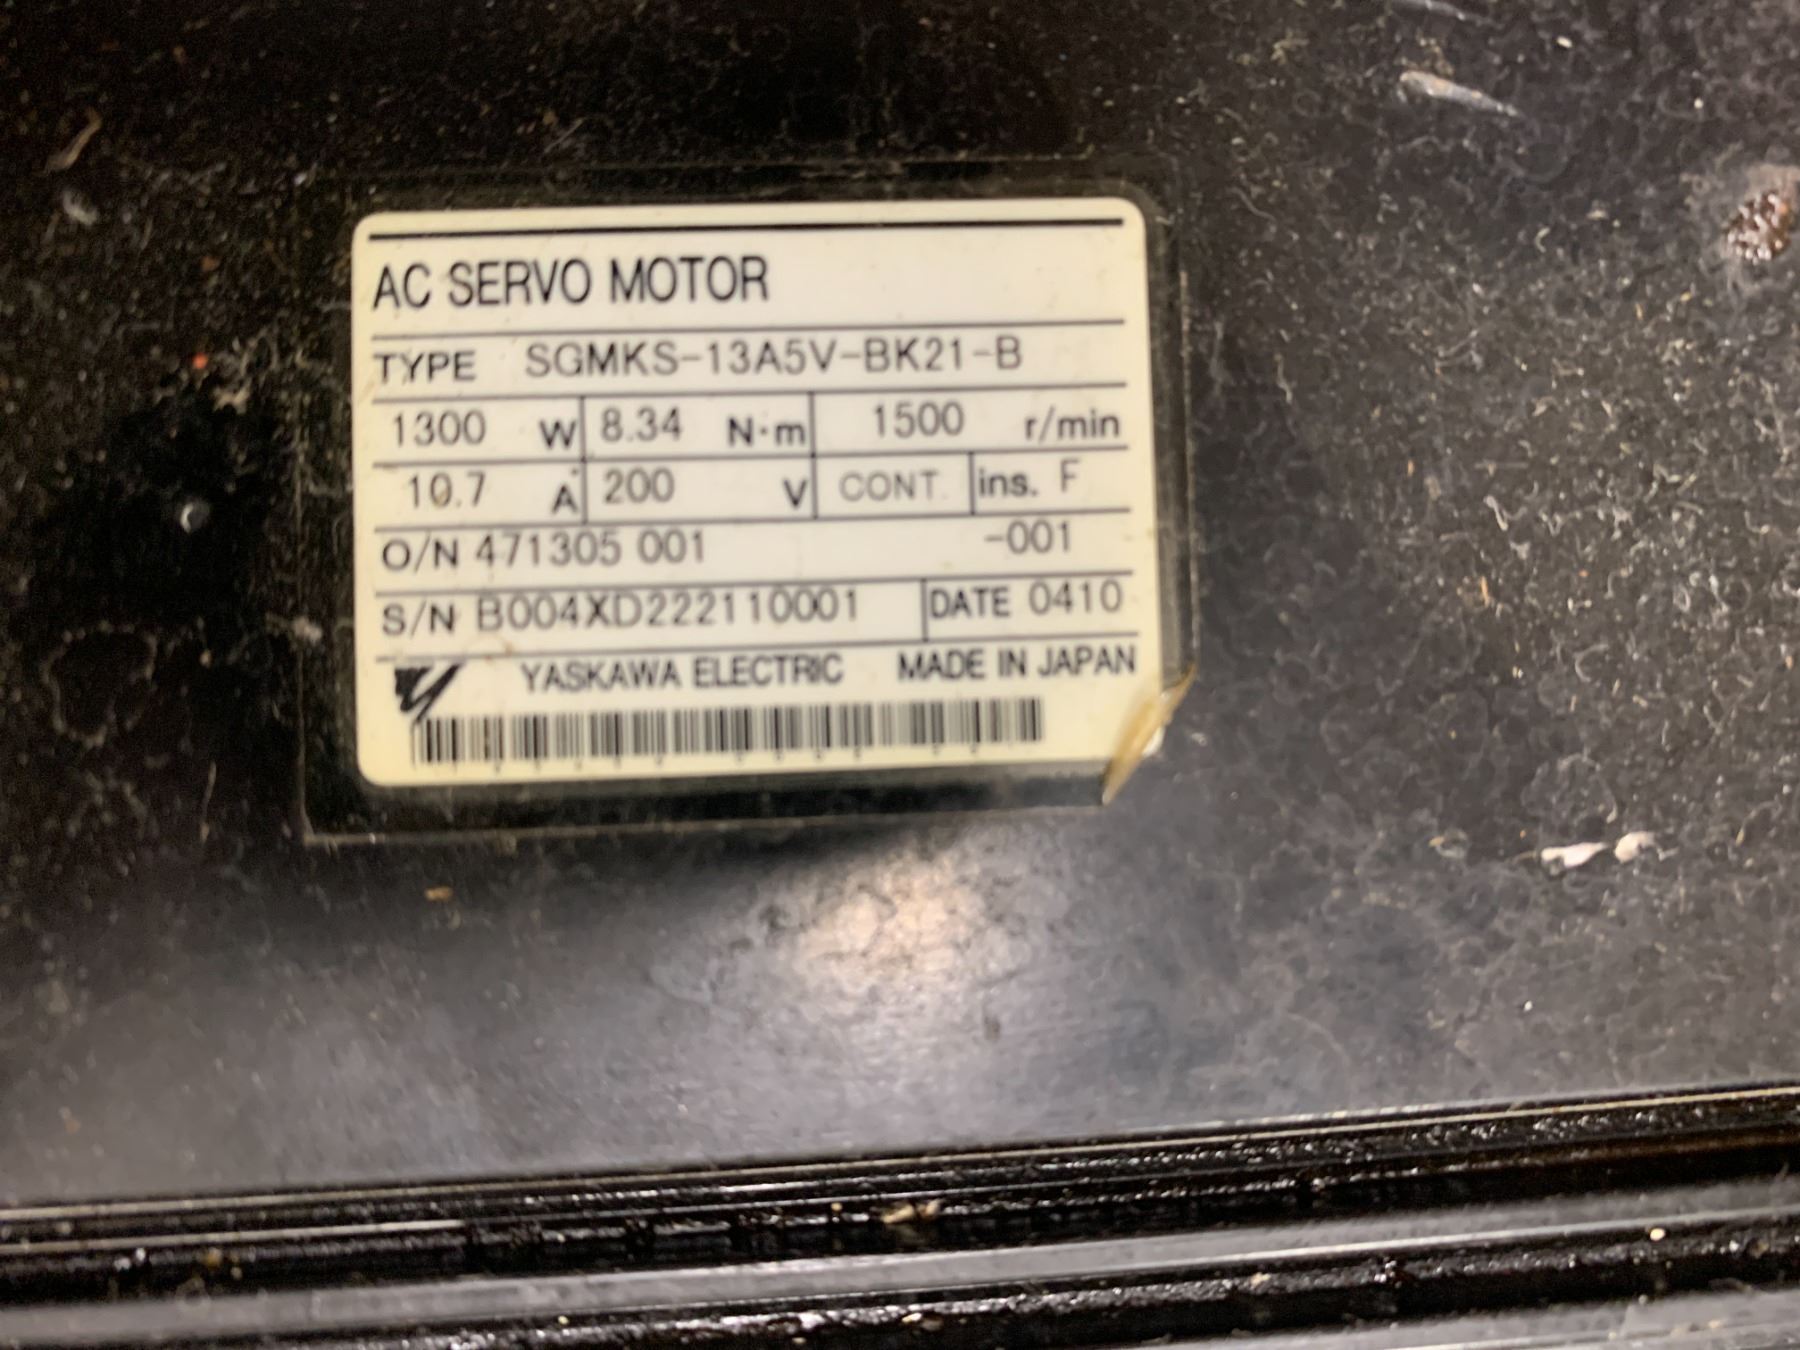 AC SERVO MOTOR
TYPE SGMKS-13A5V-BK21-B
1300 W 8.34 N·m 1500 r/min
10.7 A 200 V CONT. ins. F
O/N 471305 001 -001
S/N B004XD222110001 DATE 0410
YASKAWA ELECTRIC MADE IN JAPAN